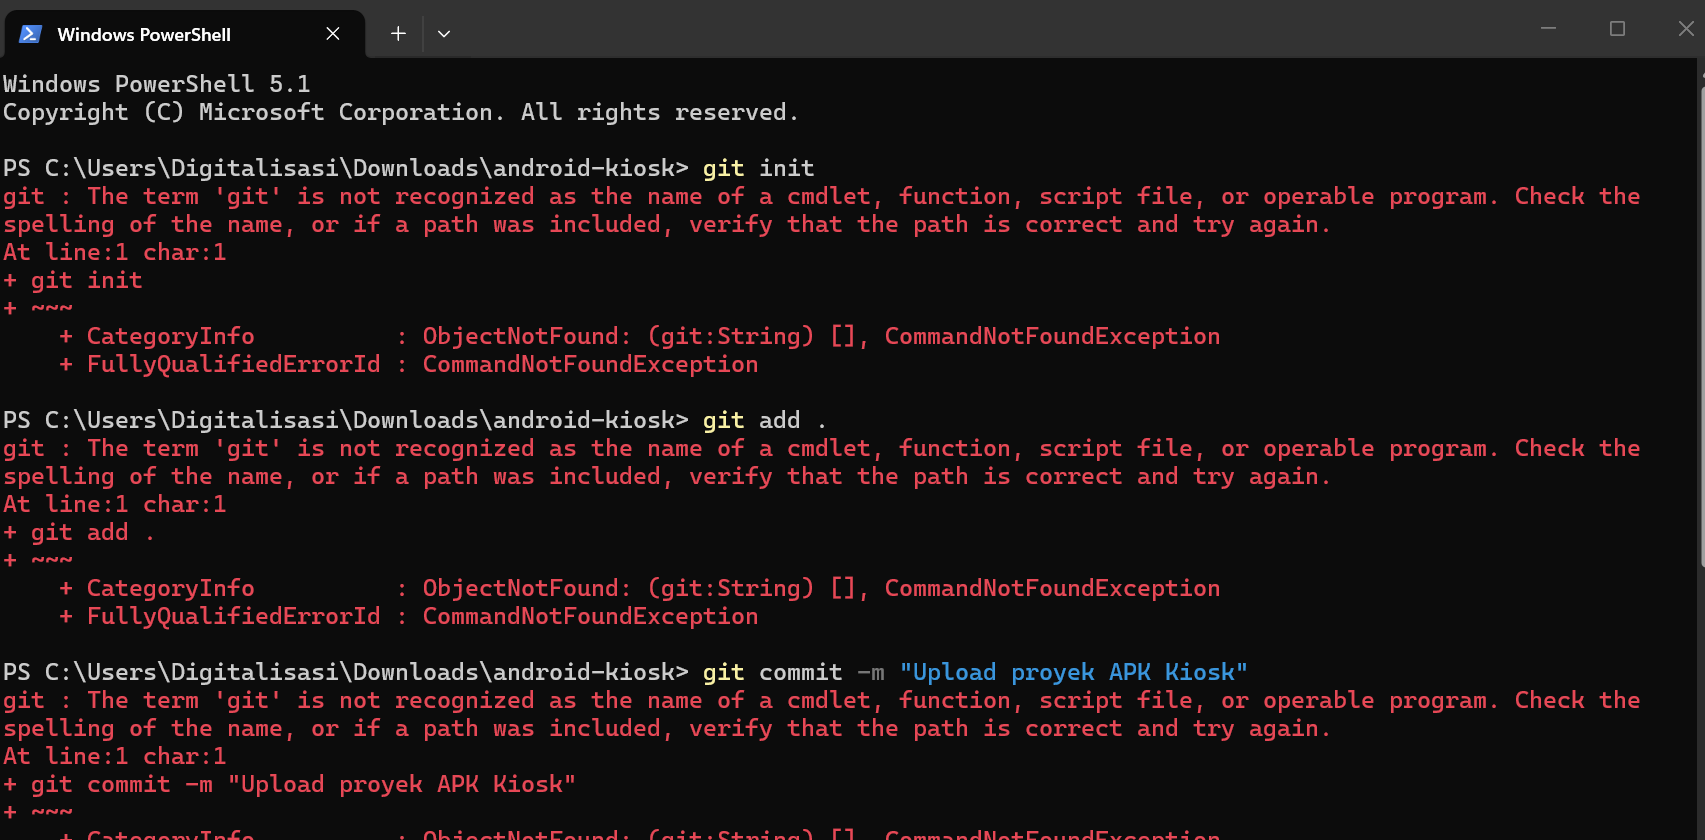 Windows PowerShell
Windows PowerShell 5.1
Copyright (C) Microsoft Corporation. All rights reserved.
PS C:\Users\Digitalisasi\Downloads\android-kiosk> git init
git : The term 'git' is not recognized as the name of a cmdlet, function, script file, or operable program. Check the
spelling of the name, or if a path was included, verify that the path is correct and try again.
At line:1 char:1
+ git init
+ ~~~
    + CategoryInfo          : ObjectNotFound: (git:String) [], CommandNotFoundException
    + FullyQualifiedErrorId : CommandNotFoundException
PS C:\Users\Digitalisasi\Downloads\android-kiosk> git add .
git : The term 'git' is not recognized as the name of a cmdlet, function, script file, or operable program. Check the
spelling of the name, or if a path was included, verify that the path is correct and try again.
At line:1 char:1
+ git add .
+ ~~~
    + CategoryInfo          : ObjectNotFound: (git:String) [], CommandNotFoundException
    + FullyQualifiedErrorId : CommandNotFoundException
PS C:\Users\Digitalisasi\Downloads\android-kiosk> git commit -m "Upload proyek APK Kiosk"
git : The term 'git' is not recognized as the name of a cmdlet, function, script file, or operable program. Check the
spelling of the name, or if a path was included, verify that the path is correct and try again.
At line:1 char:1
+ git commit -m "Upload proyek APK Kiosk"
+ ~~~
    + CategoryInfo          : ObjectNotFound: (git:String) [], CommandNotFoundException